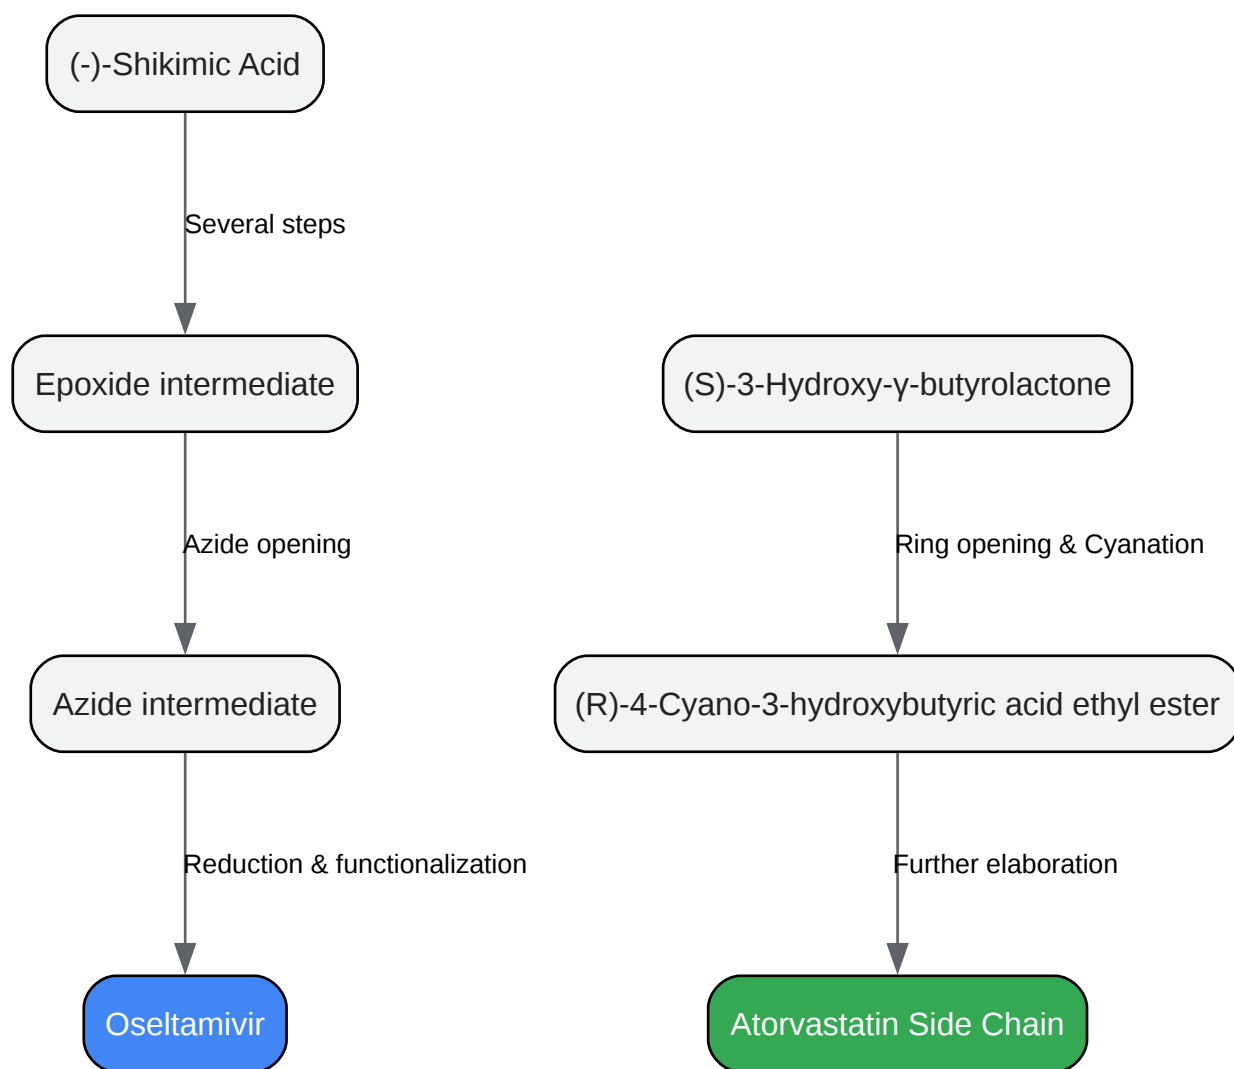 (-)-Shikimic Acid
Several steps
Epoxide intermediate
Azide opening
Azide intermediate
Reduction & functionalization
Oseltamivir
(S)-3-Hydroxy-γ-butyrolactone
Ring opening & Cyanation
(R)-4-Cyano-3-hydroxybutyric acid ethyl ester
Further elaboration
Atorvastatin Side Chain